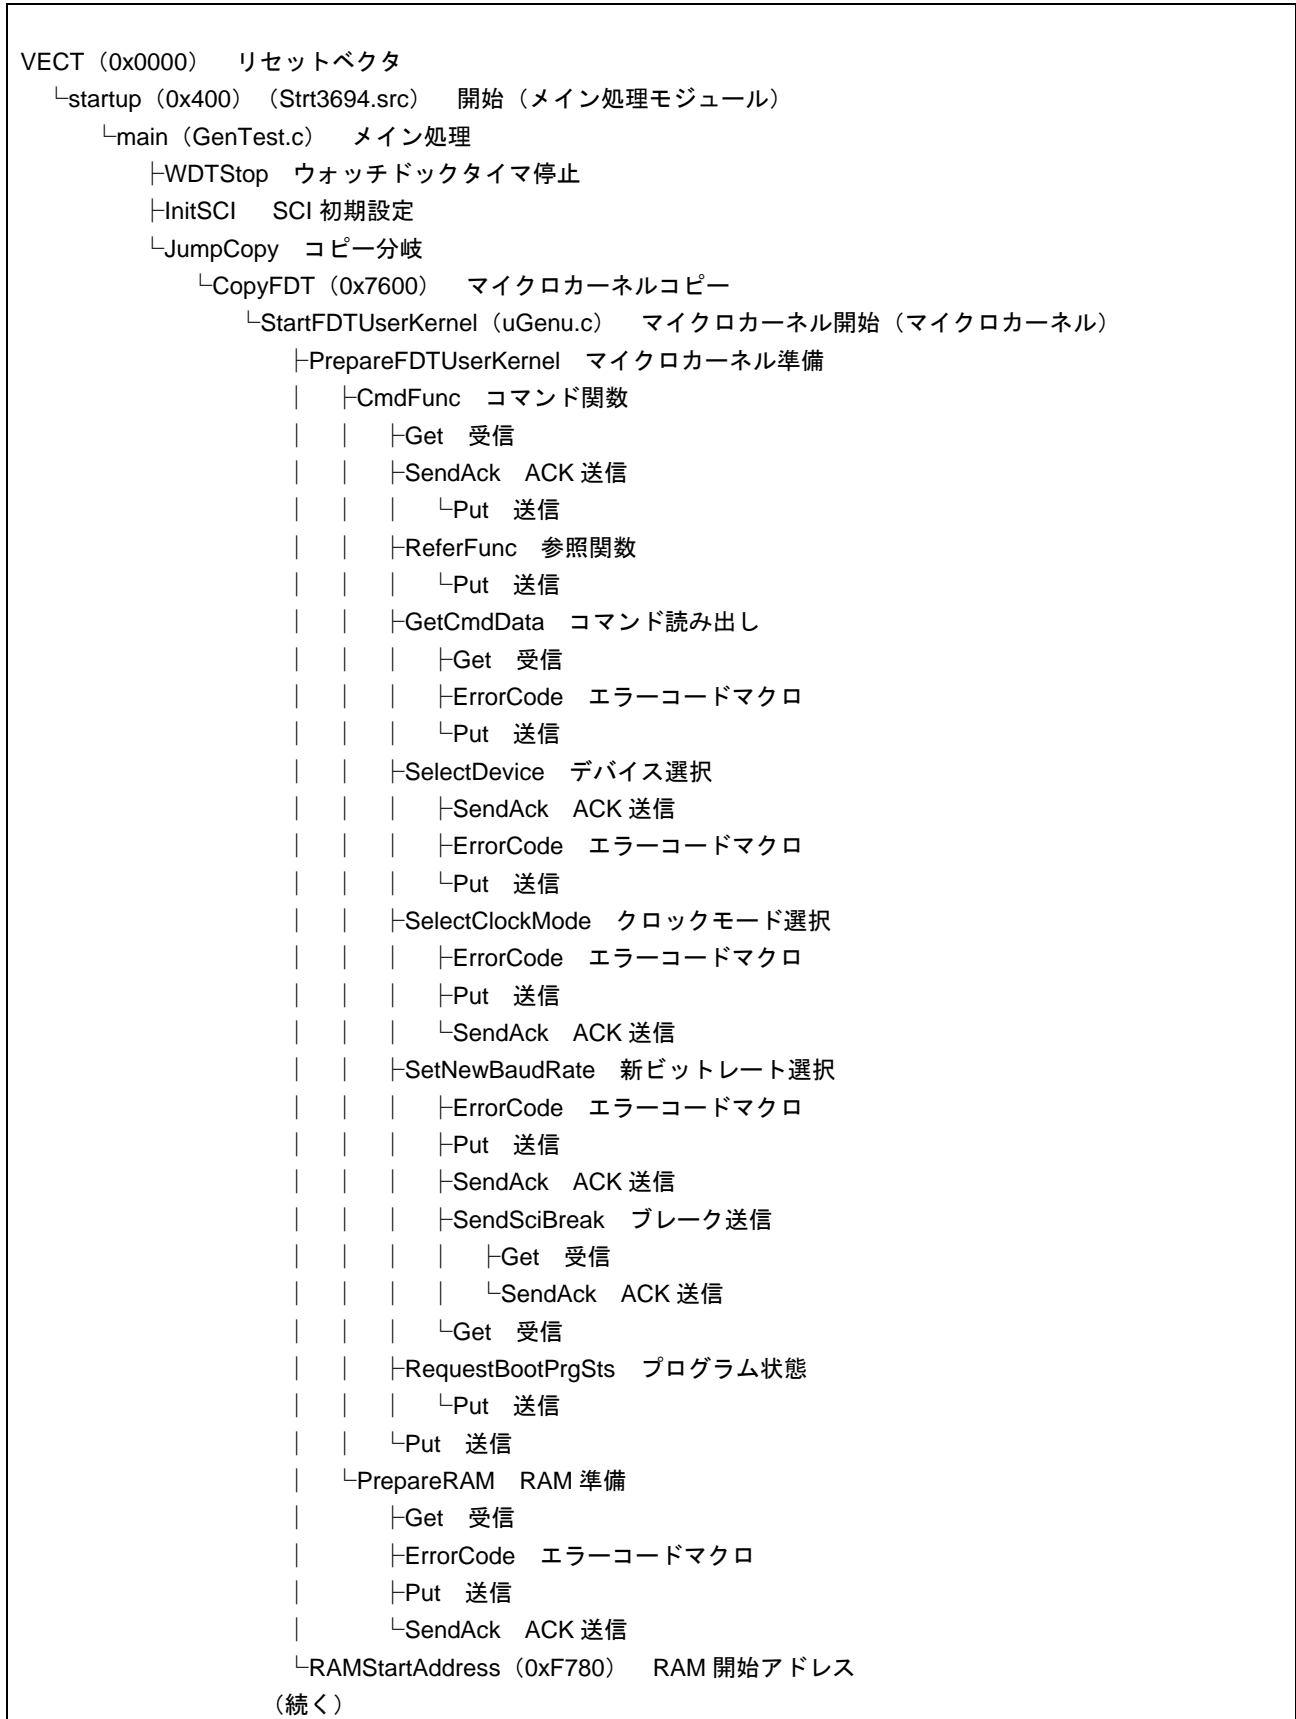 VECT（0x0000）　リセットベクタ
└startup（0x400）（Strt3694.src）　開始（メイン処理モジュール）
└main（GenTest.c）　メイン処理
├WDTStop　ウォッチドックタイマ停止
├InitSCI　SCI 初期設定
└JumpCopy　コピー分岐
└CopyFDT（0x7600）　マイクロカーネルコピー
└StartFDTUserKernel（uGenu.c）　マイクロカーネル開始（マイクロカーネル）
├PrepareFDTUserKernel　マイクロカーネル準備
│　├CmdFunc　コマンド関数
│　│　├Get　受信
│　│　├SendAck　ACK 送信
│　│　│　└Put　送信
│　│　├ReferFunc　参照関数
│　│　│　└Put　送信
│　│　├GetCmdData　コマンド読み出し
│　│　│　├Get　受信
│　│　│　├ErrorCode　エラーコードマクロ
│　│　│　└Put　送信
│　│　├SelectDevice　デバイス選択
│　│　│　├SendAck　ACK 送信
│　│　│　├ErrorCode　エラーコードマクロ
│　│　│　└Put　送信
│　│　├SelectClockMode　クロックモード選択
│　│　│　├ErrorCode　エラーコードマクロ
│　│　│　├Put　送信
│　│　│　└SendAck　ACK 送信
│　│　├SetNewBaudRate　新ビットレート選択
│　│　│　├ErrorCode　エラーコードマクロ
│　│　│　├Put　送信
│　│　│　├SendAck　ACK 送信
│　│　│　├SendSciBreak　ブレーク送信
│　│　│　│　├Get　受信
│　│　│　│　└SendAck　ACK 送信
│　│　│　└Get　受信
│　│　├RequestBootPrgSts　プログラム状態
│　│　│　└Put　送信
│　│　└Put　送信
│　└PrepareRAM　RAM 準備
│　　├Get　受信
│　　├ErrorCode　エラーコードマクロ
│　　├Put　送信
│　　└SendAck　ACK 送信
└RAMStartAddress（0xF780）　RAM 開始アドレス
（続く）